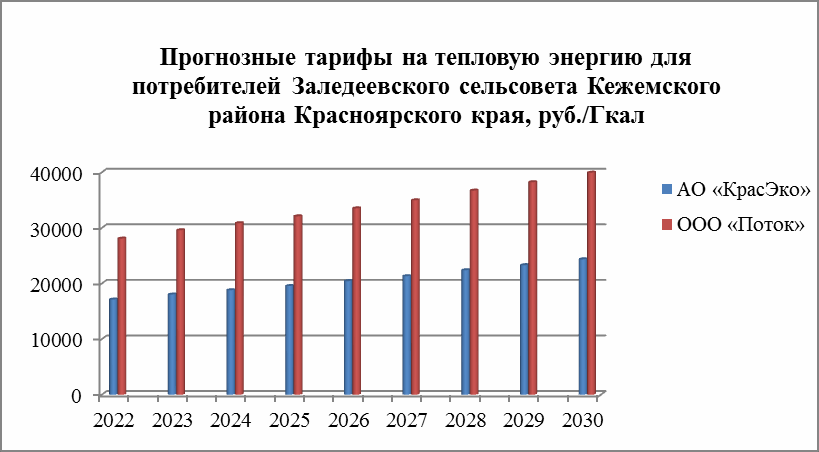 Прогнозные тарифы на тепловую энергию для
потребителей Заледеевского сельсовета Кежемского
района Красноярского края, руб./Гкал
40000
30000
20000
10000
0
2022 2023 2024 2025 2026 2027 2028 2029 2030
АО «КрасЭко»
ООО «Поток»